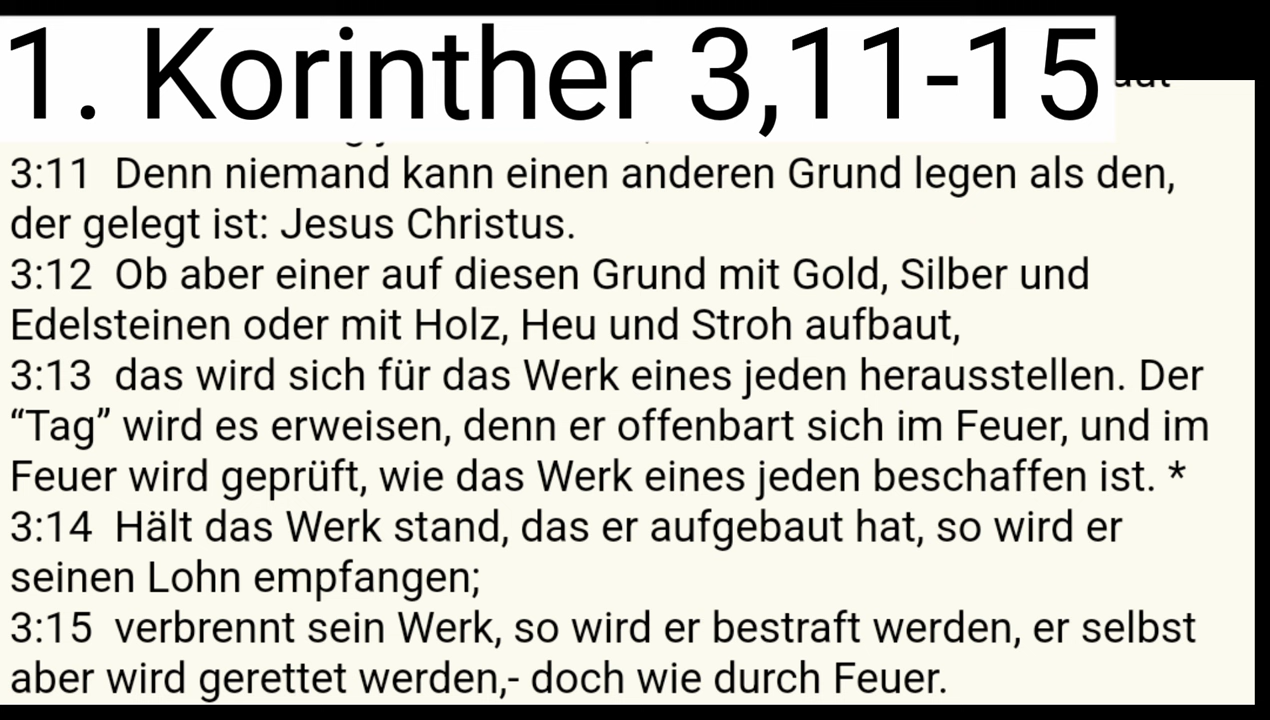 1. Korinther 3,11-15
3:11 Denn niemand kann einen anderen Grund legen als den,
der gelegt ist: Jesus Christus.
3:12 Ob aber einer auf diesen Grund mit Gold, Silber und
Edelsteinen oder mit Holz, Heu und Stroh aufbaut,
3:13 das wird sich für das Werk eines jeden herausstellen. Der
“Tag” wird es erweisen, denn er offenbart sich im Feuer, und im
Feuer wird geprüft, wie das Werk eines jeden beschaffen ist. *
3:14 Hält das Werk stand, das er aufgebaut hat, so wird er
seinen Lohn empfangen;
3:15 verbrennt sein Werk, so wird er bestraft werden, er selbst
aber wird gerettet werden,- doch wie durch Feuer.